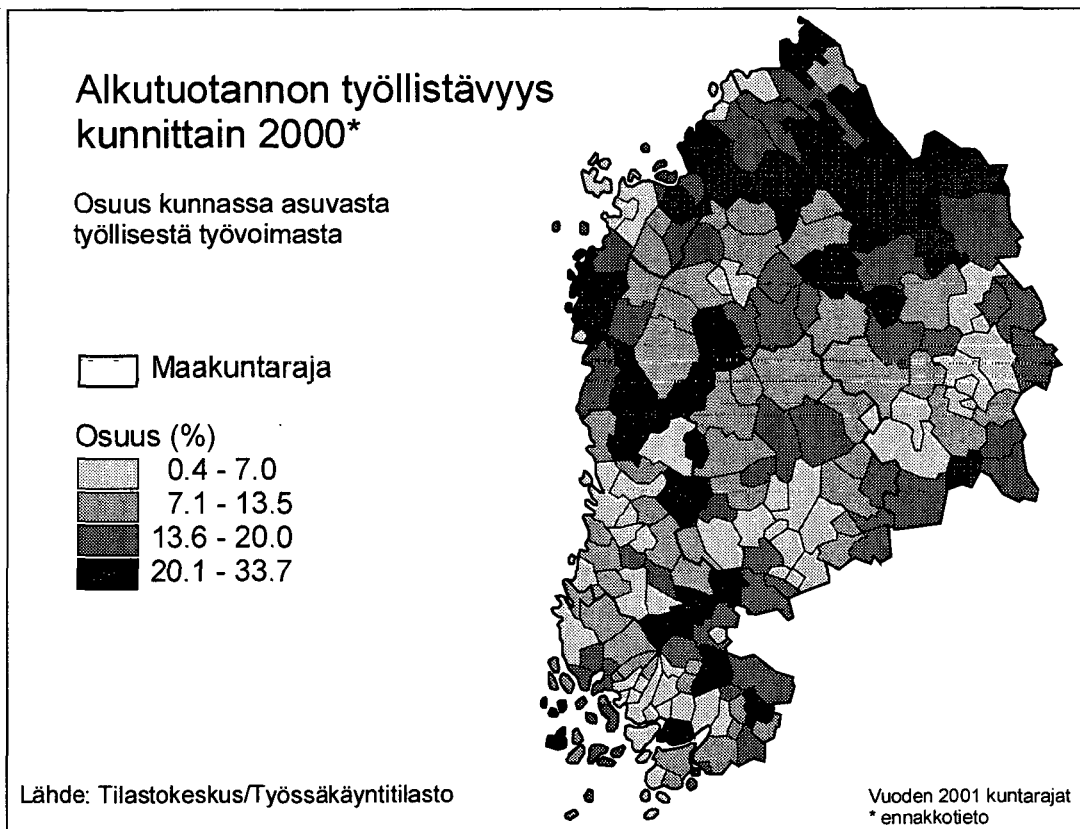 Alkutuotannon työllistävyys
kunnittain 2000*
Osuus kunnassa asuvasta
työllisestä työvoimasta
Maakuntaraja
Osuus (%)
0.4 - 7.0
7.1 - 13.5
13.6 - 20.0
20.1 - 33.7
Lähde: Tilastokeskus/Työssäkäyntitilasto
Vuoden 2001 kuntarajat
* ennakkotieto